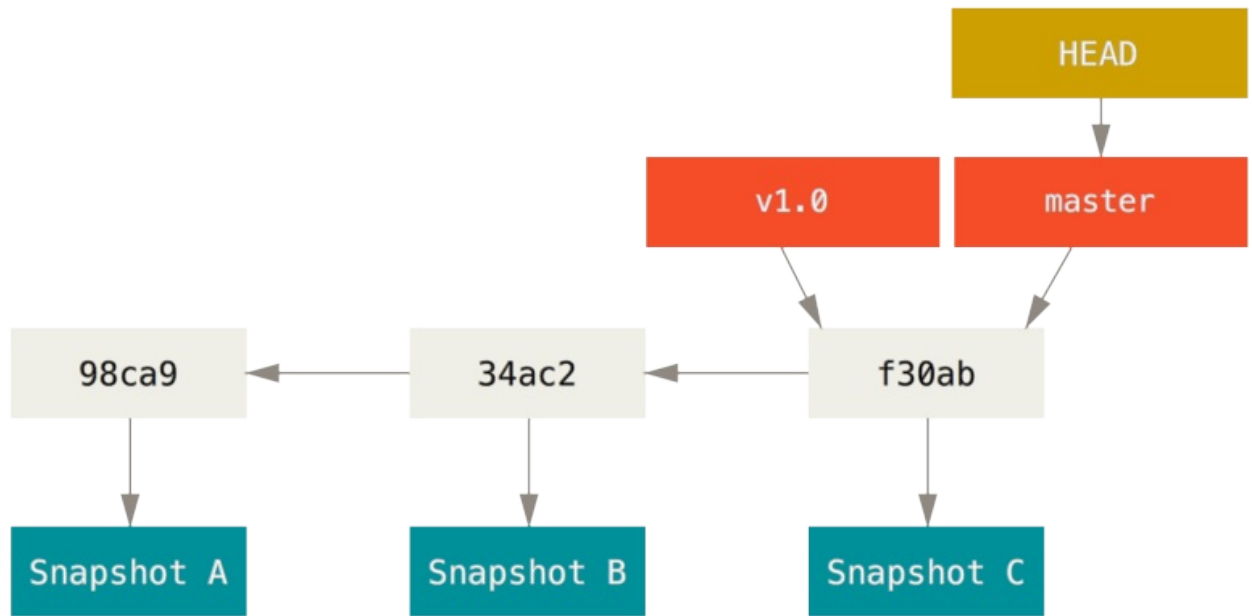 HEAD
v1.0
master
98ca9
34ac2
f30ab
Snapshot A
Snapshot B
Snapshot C